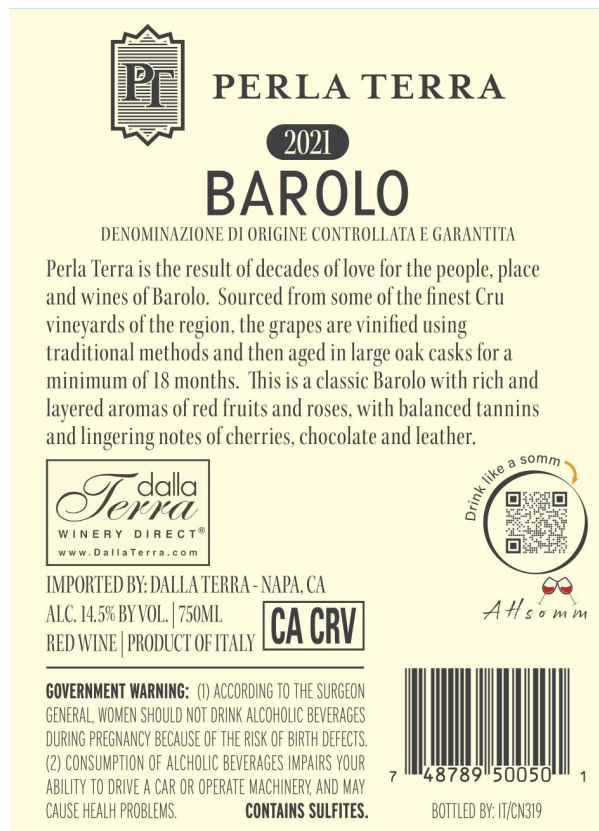 PT PERLA TERRA
2021
BAROLO
DENOMINAZIONE DI ORIGINE CONTROLLATA E GARANTITA
Perla Terra is the result of decades of love for the people, place
and wines of Barolo. Sourced from some of the finest Cru
vineyards of the region, the grapes are vinified using
traditional methods and then aged in large oak casks for a
minimum of 18 months. This is a classic Barolo with rich and
layered aromas of red fruits and roses, with balanced tannins
and lingering notes of cherries, chocolate and leather.
dalla
Terra
WINERY DIRECT®
www.DallaTerra.com
Drink like a somm
AHsomm
IMPORTED BY: DALLA TERRA - NAPA, CA
ALC. 14.5% BY VOL. | 750ML
RED WINE | PRODUCT OF ITALY
CA CRV
GOVERNMENT WARNING: (1) ACCORDING TO THE SURGEON
GENERAL, WOMEN SHOULD NOT DRINK ALCOHOLIC BEVERAGES
DURING PREGNANCY BECAUSE OF THE RISK OF BIRTH DEFECTS.
(2) CONSUMPTION OF ALCHOLIC BEVERAGES IMPAIRS YOUR
ABILITY TO DRIVE A CAR OR OPERATE MACHINERY, AND MAY
CAUSE HEALH PROBLEMS. CONTAINS SULFITES.
7 48789 50050 1
BOTTLED BY: IT/CN319